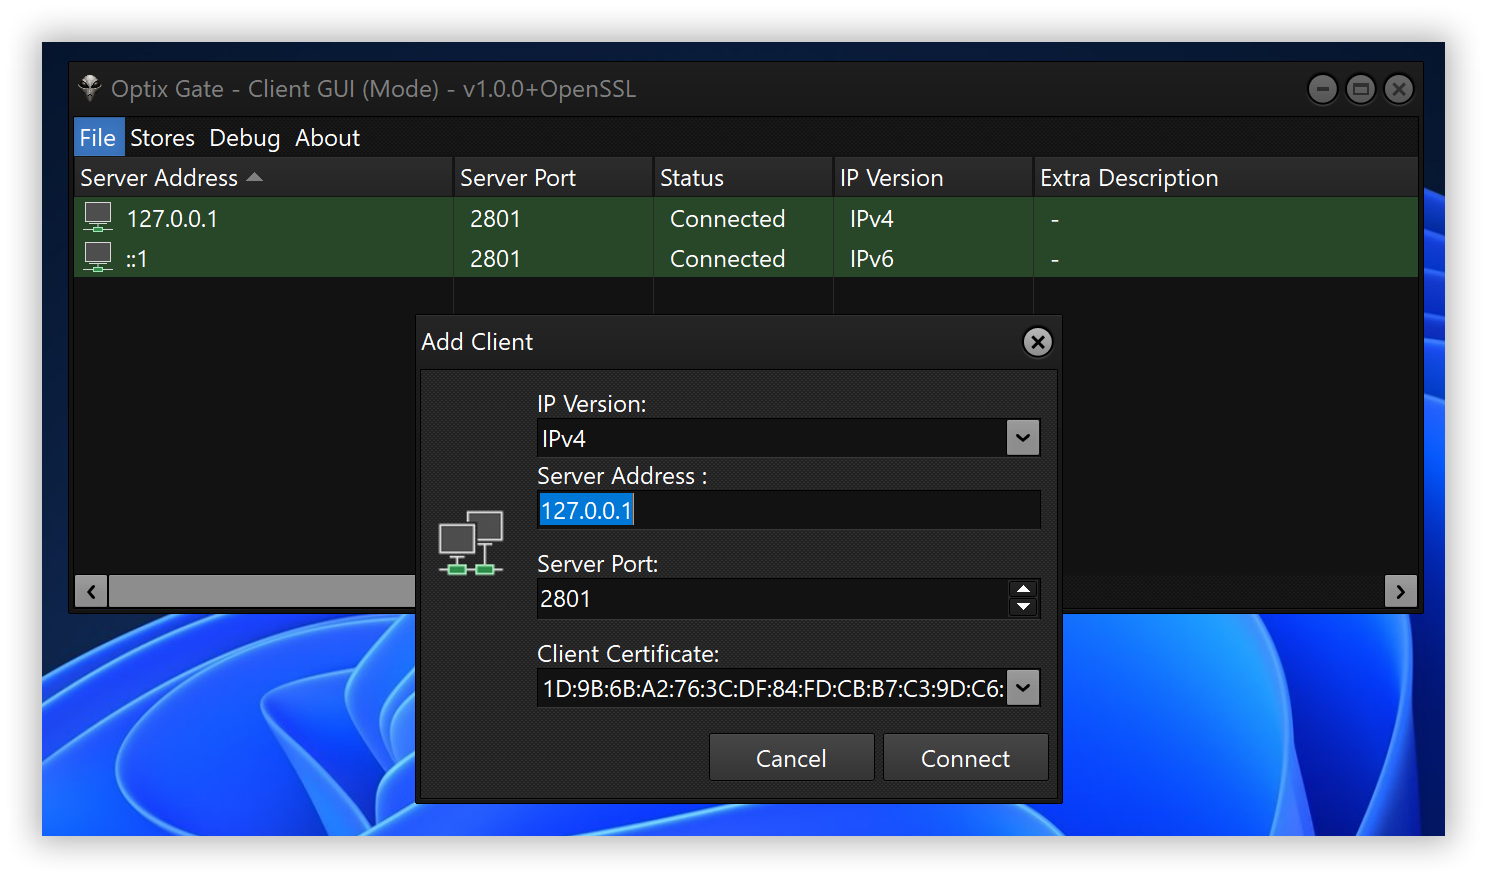 Optix Gate - Client GUI (Mode) - v1.0.0+OpenSSL
File Stores Debug About
Server Address Server Port Status IP Version Extra Description
127.0.0.1 2801 Connected IPv4 -
::1 2801 Connected IPv6 -
Add Client
IP Version:
IPv4
Server Address :
127.0.0.1
Server Port:
2801
Client Certificate:
1D:9B:6B:A2:76:3C:DF:84:FD:CB:B7:C3:9D:C6:
Cancel Connect